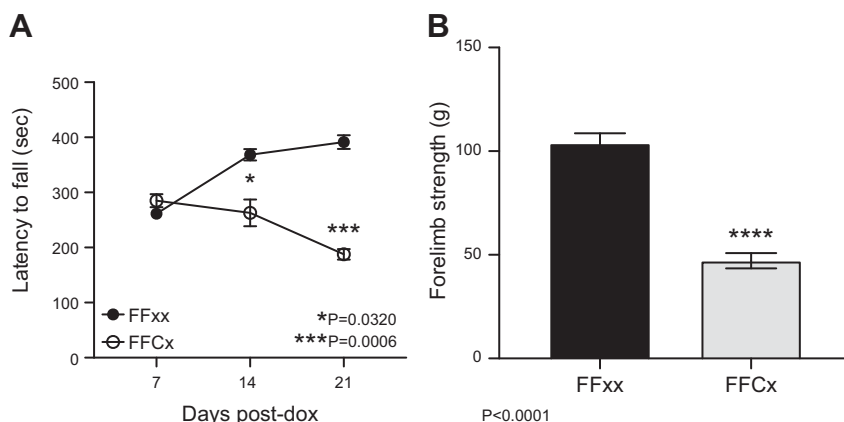 A
500
400
300
200
100
0
Latency to fall (sec)
*
***
FFxx
FFCx
*P=0.0320
***P=0.0006
7 14 21
Days post-dox
B
150
100
50
0
Forelimb strength (g)
****
FFxx FFCx
P<0.0001